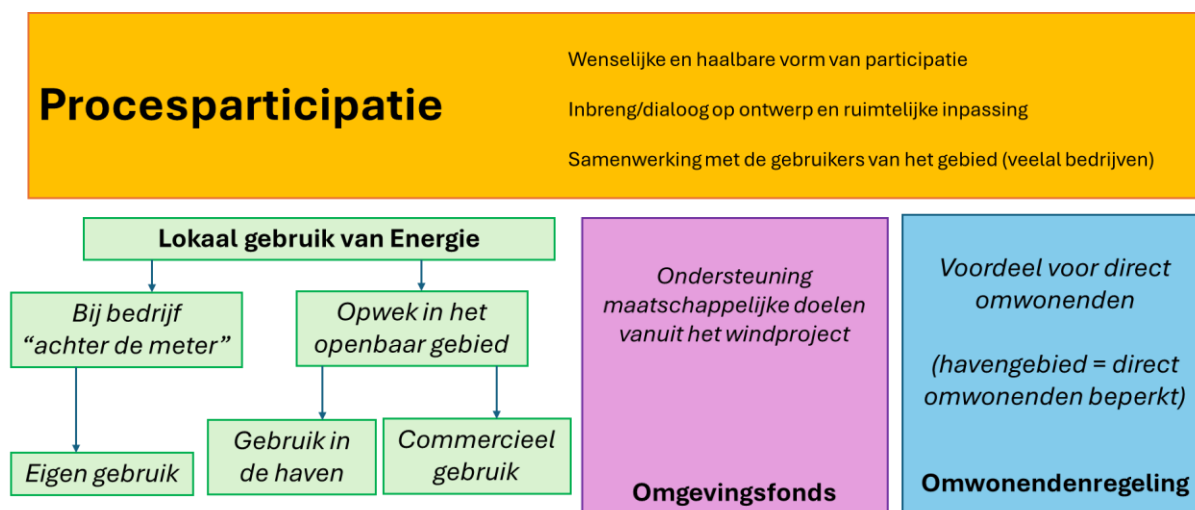 Procesparticipatie
Wenselijke en haalbare vorm van participatie
Inbreng/dialoog op ontwerp en ruimtelijke inpassing
Samenwerking met de gebruikers van het gebied (veelal bedrijven)
Lokaal gebruik van Energie
Bij bedrijf
“achter de meter”
Opwek in het
openbaar gebied
Eigen gebruik
Gebruik in
de haven
Commercieel
gebruik
Ondersteuning
maatschappelijke doelen
vanuit het windproject
Omgevingsfonds
Voordeel voor direct
omwonenden
(havengebied = direct
omwonenden beperkt)
Omwonendenregeling